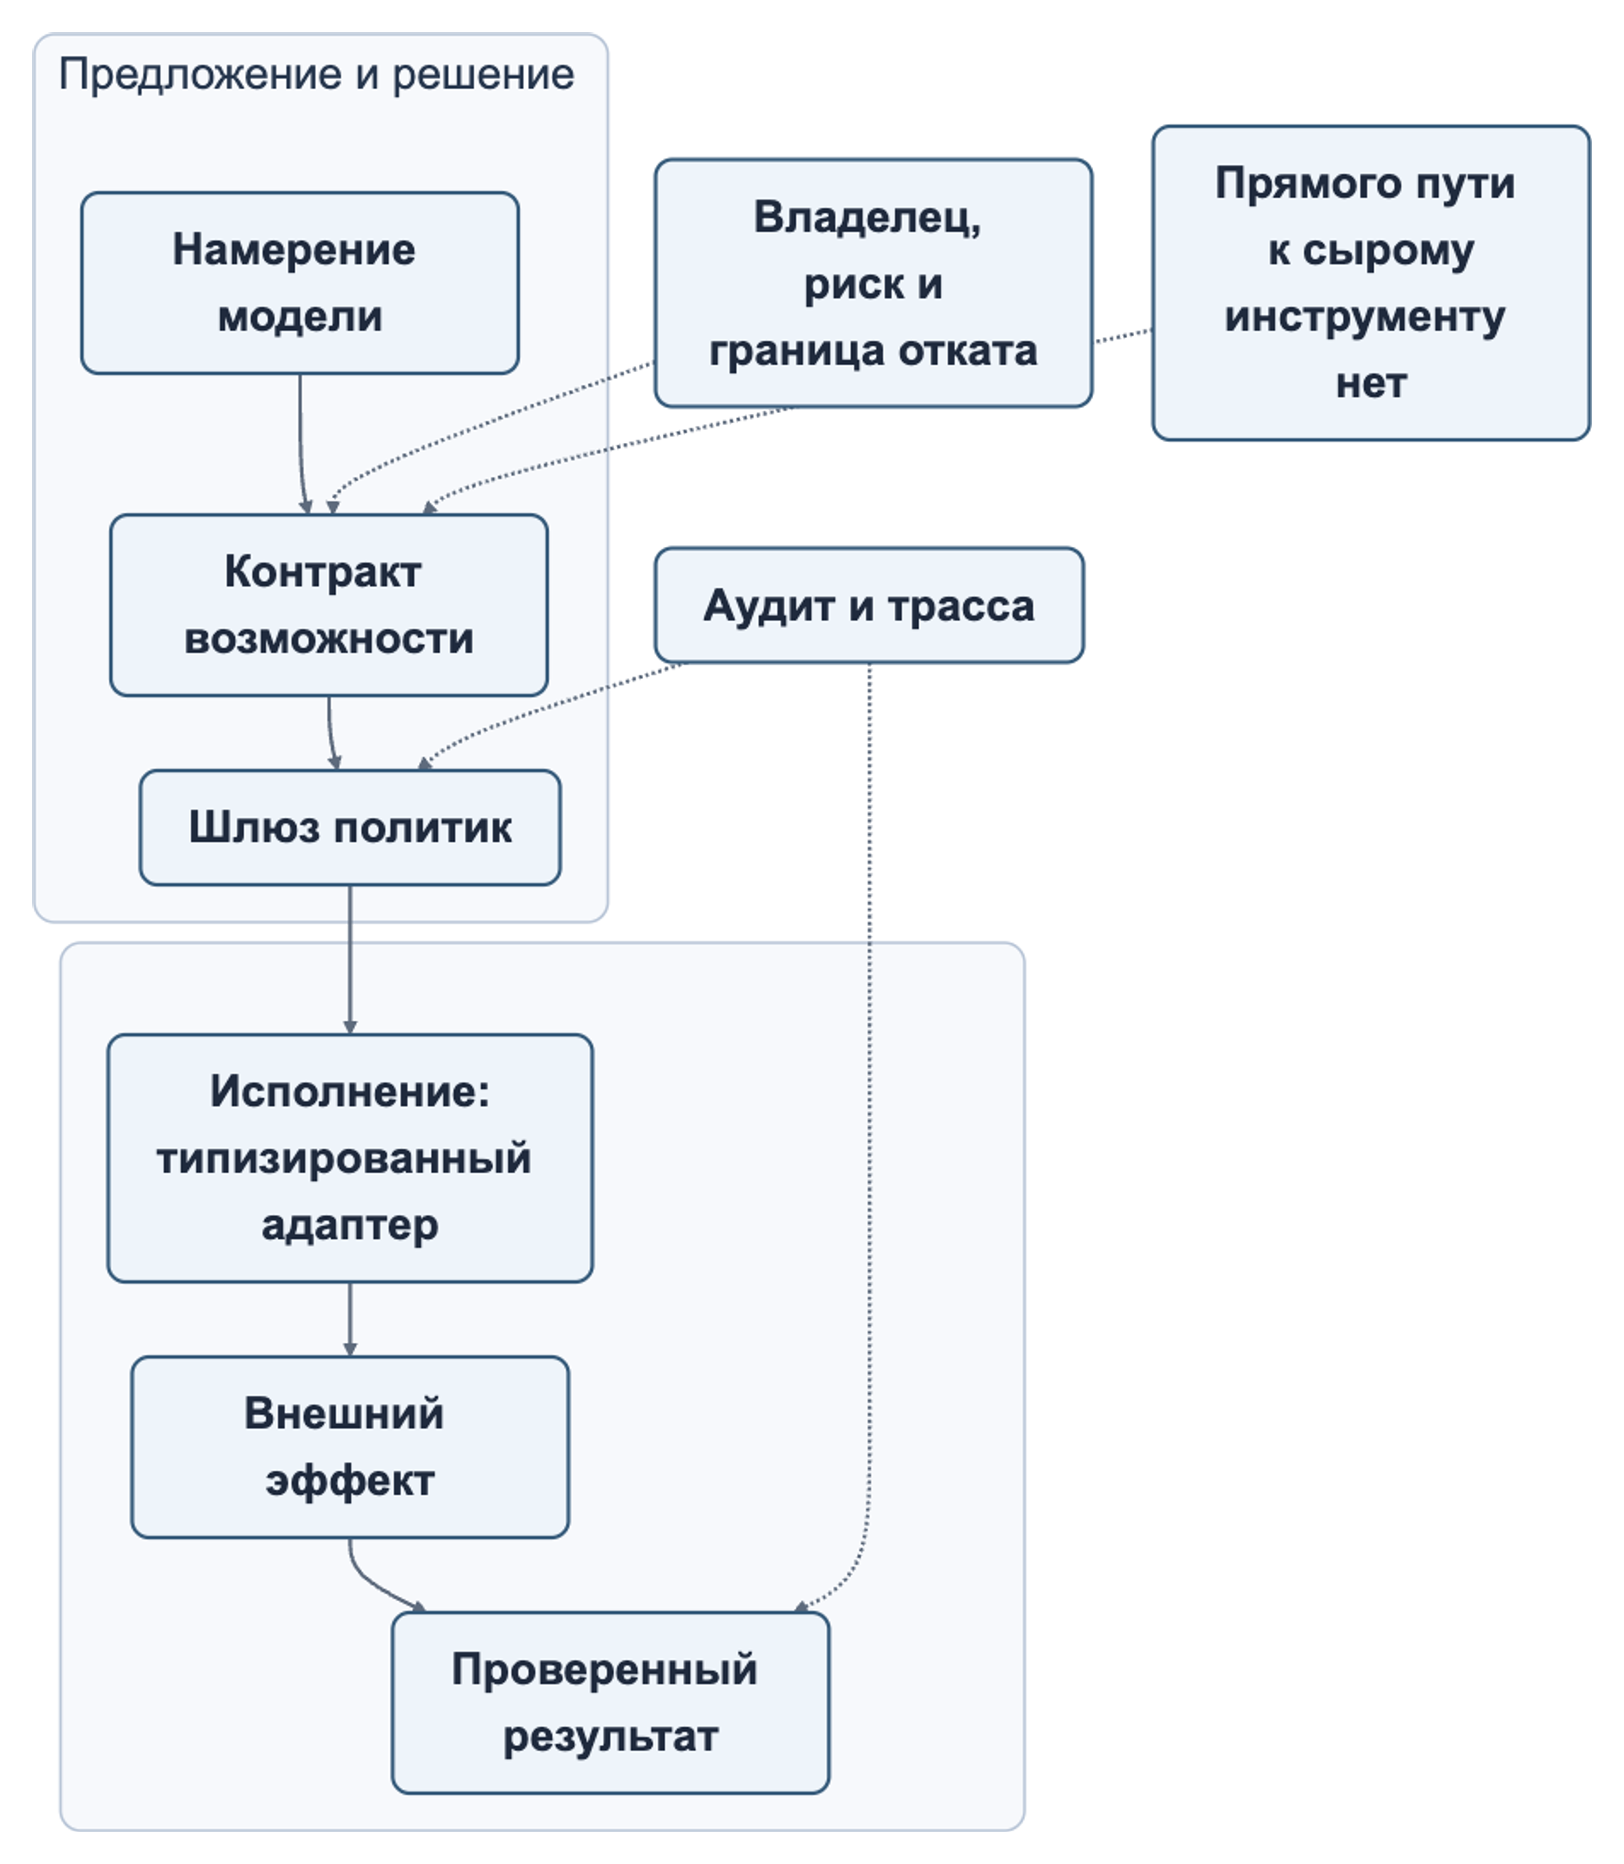 Предложение и решение
Намерение
модели
Владелец,
риск и
граница отката
Прямого пути
к сырому
инструменту
нет
Контракт
возможности
Аудит и трасса
Шлюз политик
Исполнение:
типизированный
адаптер
Внешний
эффект
Проверенный
результат